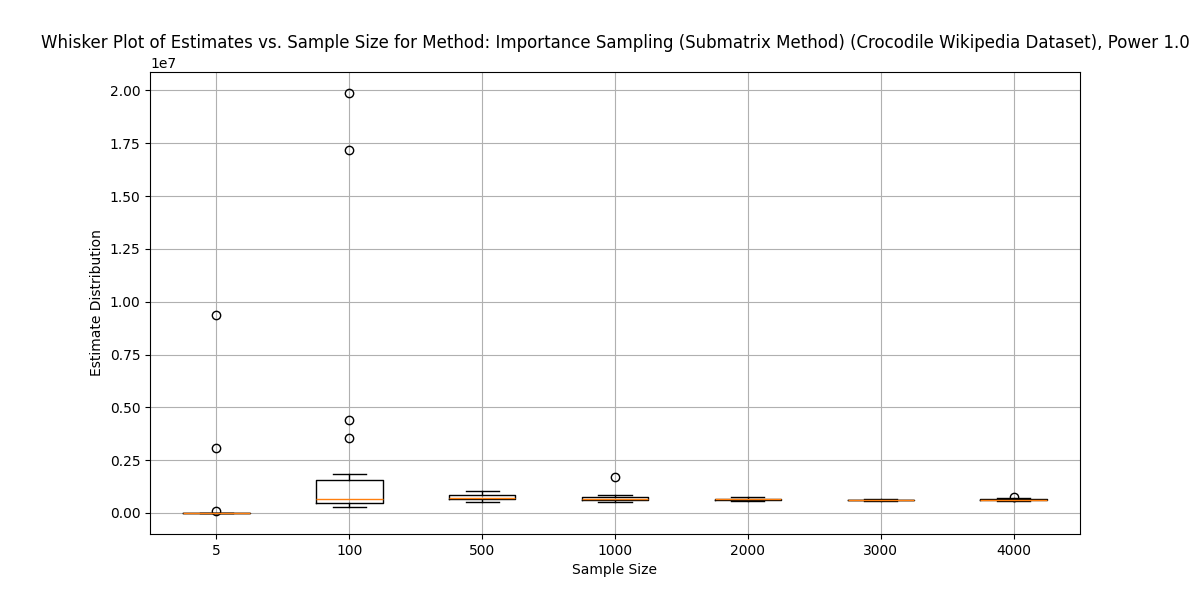 Whisker Plot of Estimates vs. Sample Size for Method: Importance Sampling (Submatrix Method) (Crocodile Wikipedia Dataset), Power 1.0
1e7
2.00
1.75
1.50
1.25
1.00
0.75
0.50
0.25
0.00
Estimate Distribution
5 100 500 1000 2000 3000 4000
Sample Size